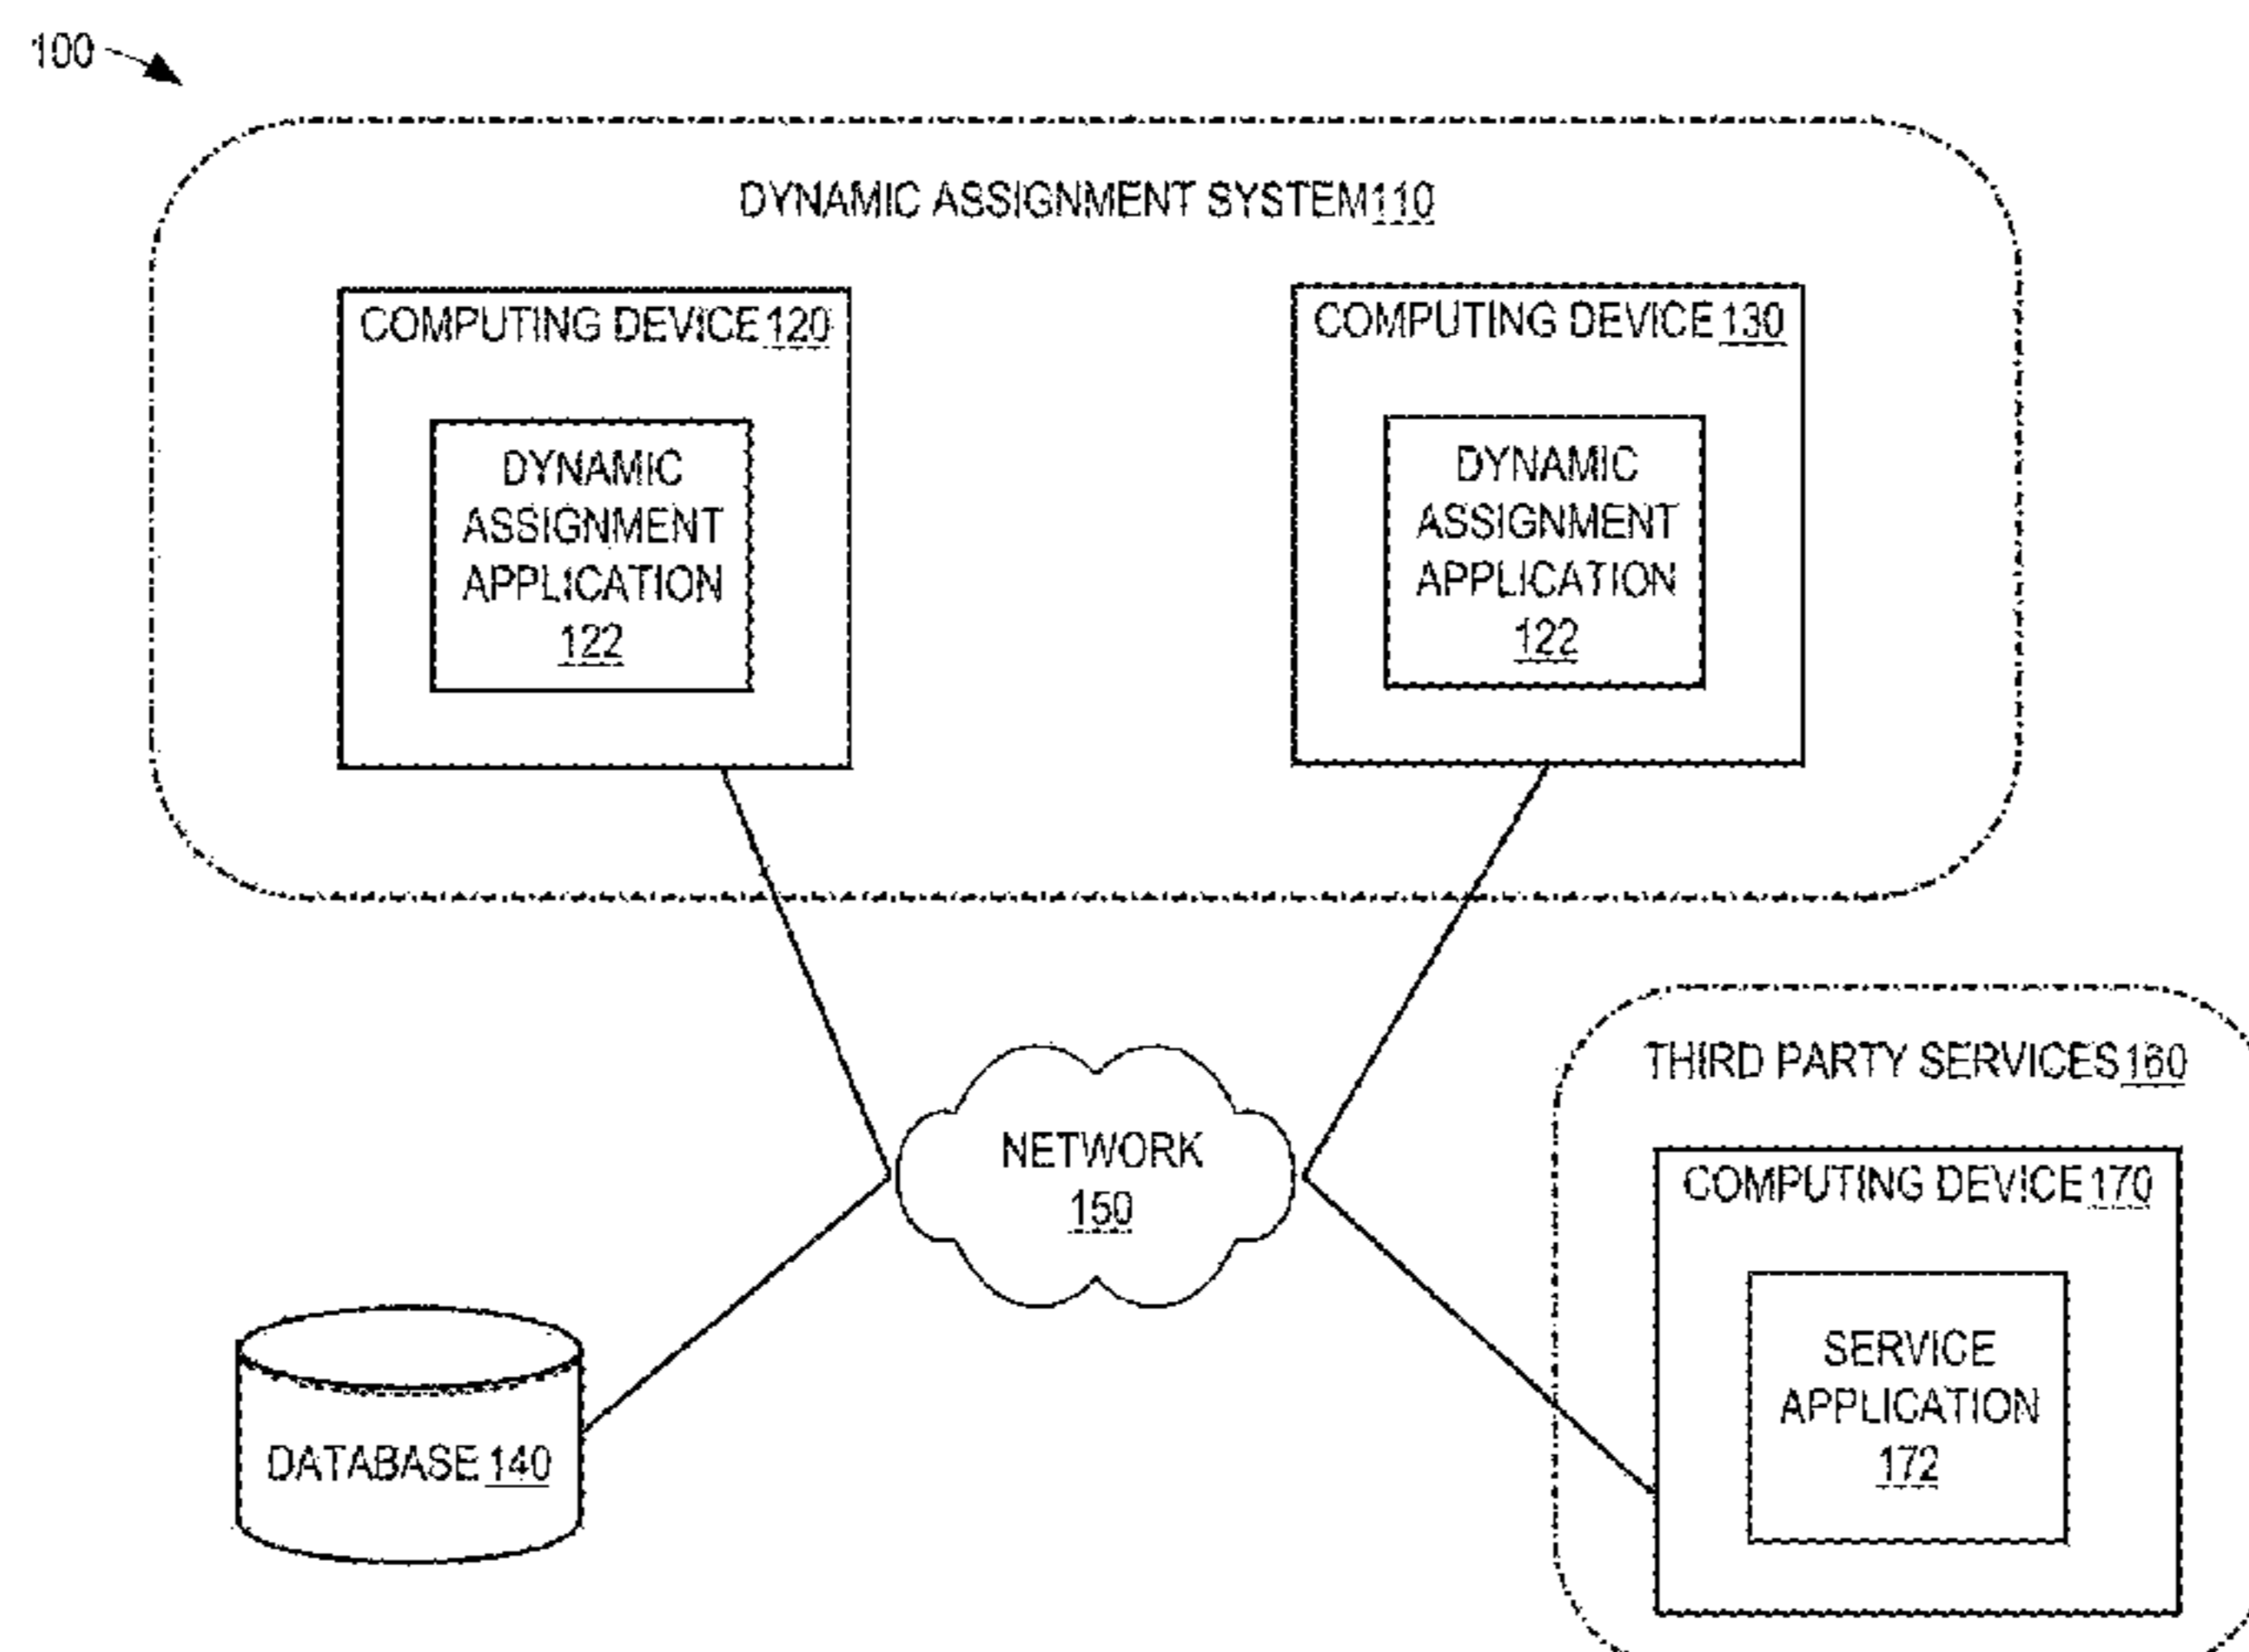 100
DYNAMIC ASSIGNMENT SYSTEM 110
COMPUTING DEVICE 120
DYNAMIC
ASSIGNMENT
APPLICATION
122
COMPUTING DEVICE 130
DYNAMIC
ASSIGNMENT
APPLICATION
122
NETWORK
150
THIRD PARTY SERVICES 160
COMPUTING DEVICE 170
SERVICE
APPLICATION
172
DATABASE 140